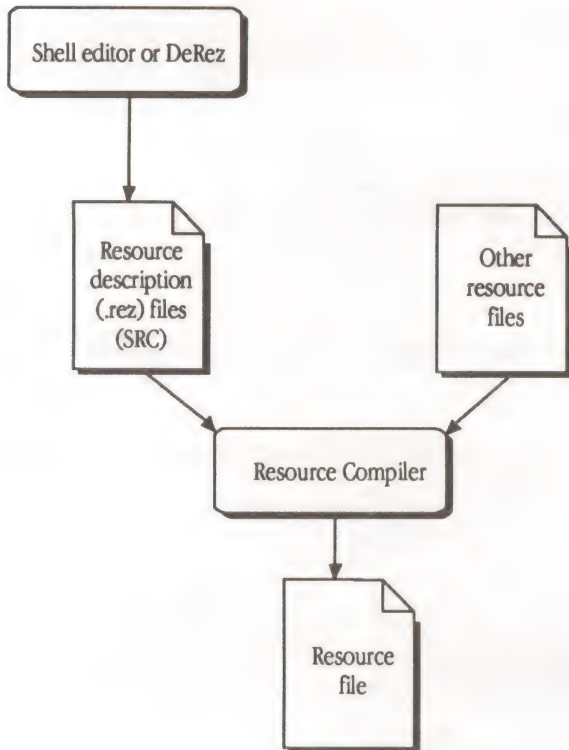 Shell editor or DeRez
Resource
description
(.rez) files
(SRC)
Other
resource
files
Resource Compiler
Resource
file